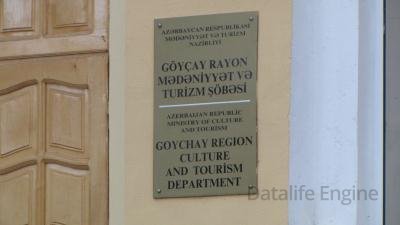 AZƏRBAYCAN RESPUBLİKASI
MƏDƏNİYYƏT VƏ TURİZM
NAZİRLİYİ
GÖYÇAY RAYON
MƏDƏNİYYƏT VƏ
TURİZM ŞÖBƏSİ
AZERBAIJAN REPUBLIC
MINISTRY OF CULTURE
AND TOURISM
GOYCHAY REGION
CULTURE
AND TOURISM
DEPARTMENT
Datalife Engine